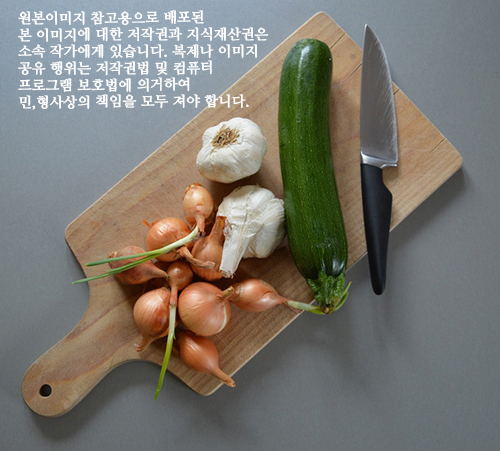 원본이미지 참고용으로 배포된
본 이미지에 대한 저작권과 지식재산권은
소속 작가에게 있습니다. 복제나 이미지
공유 행위는 저작권법 및 컴퓨터
프로그램 보호법에 의거하여
민,형사상의 책임을 모두 져야 합니다.